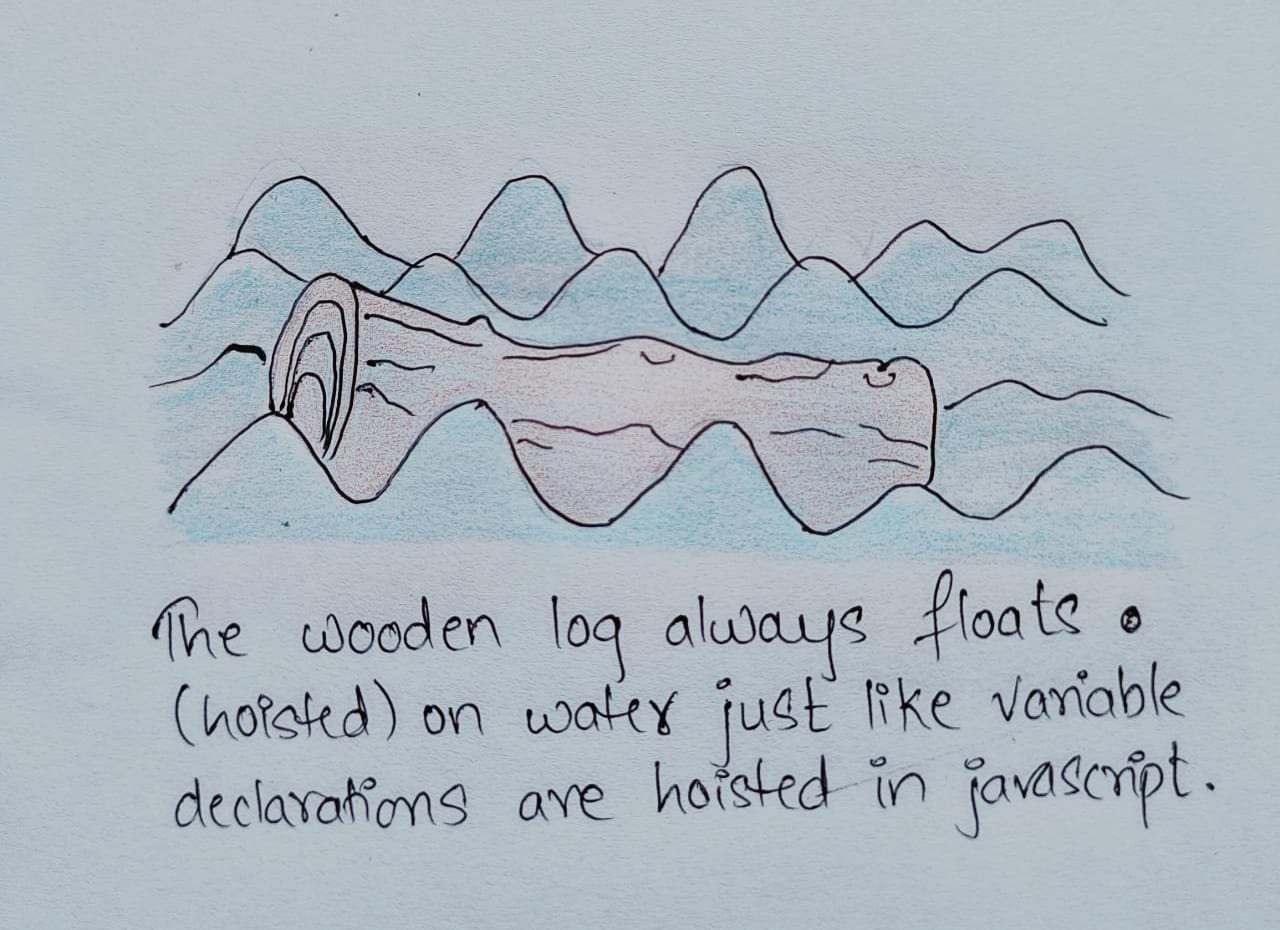 The wooden log always floats.
(hoisted) on water just like variable
declarations are hoisted in javascript.